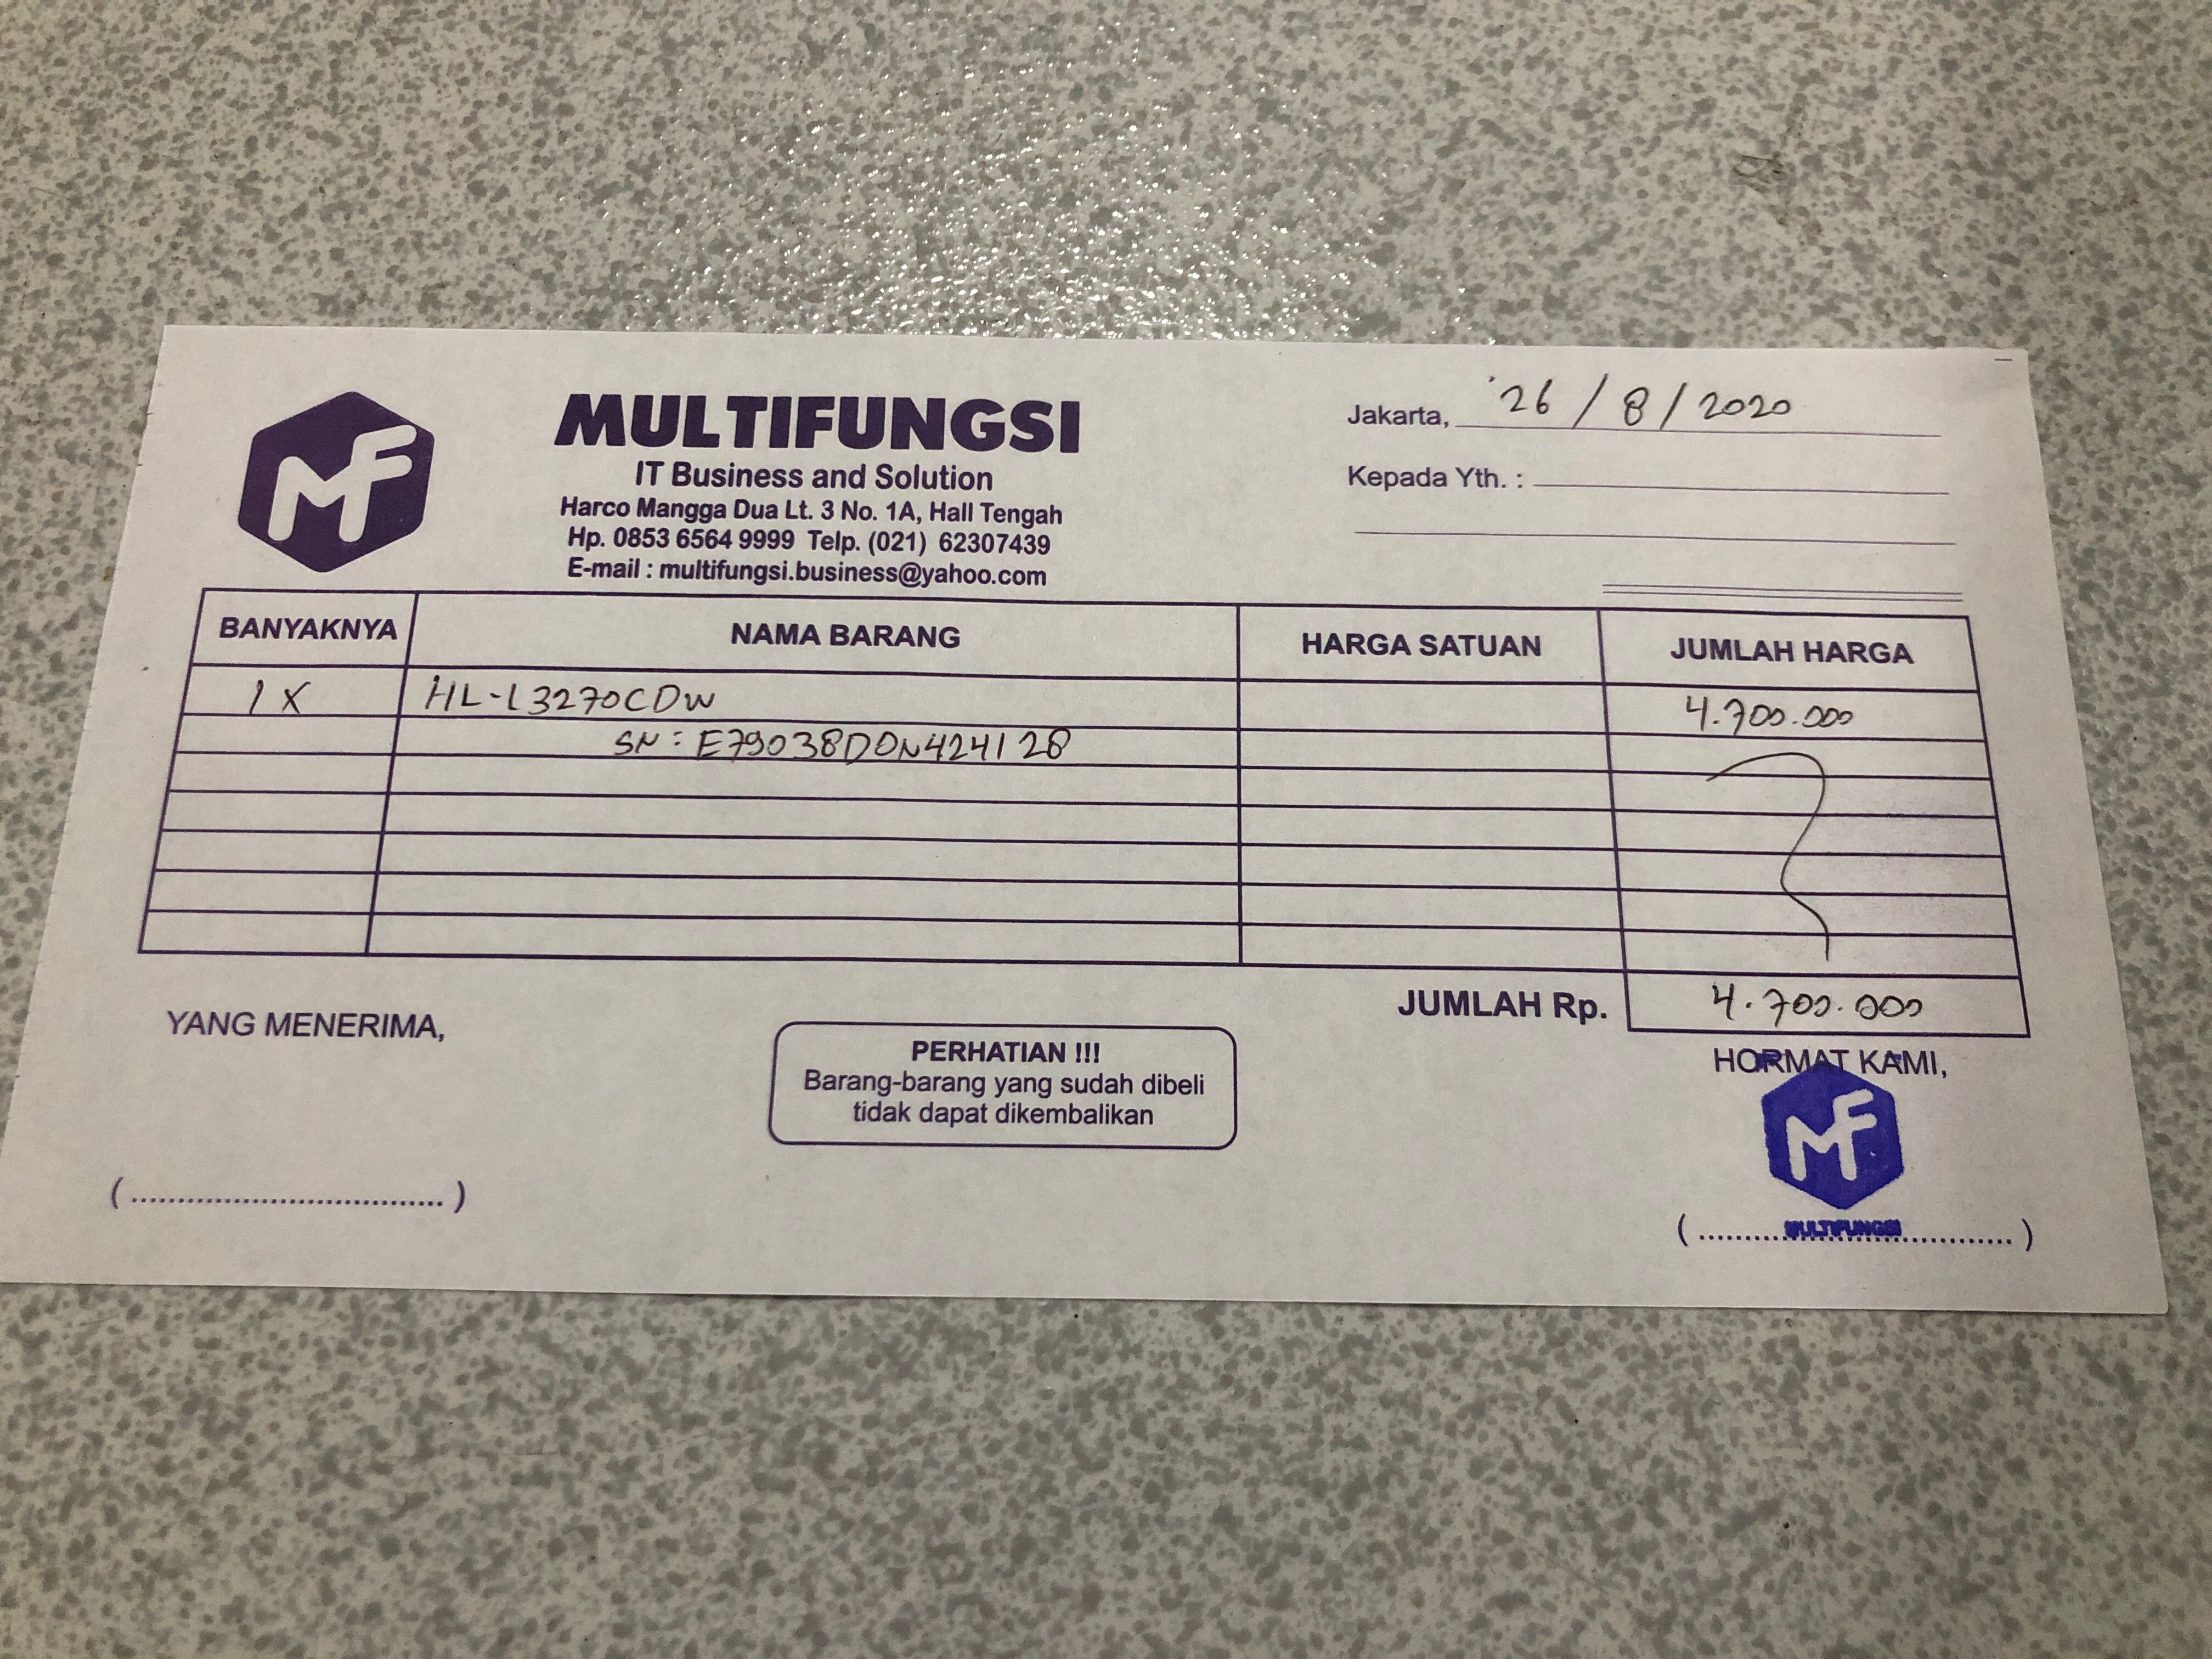 MF
MULTIFUNGSI
IT Business and Solution
Harco Mangga Dua Lt. 3 No. 1A, Hall Tengah
Hp. 0853 6564 9999 Telp. (021) 62307439
E-mail : multifungsi.business@yahoo.com
Jakarta, 26/8/2020
Kepada Yth. :
BANYAKNYA NAMA BARANG HARGA SATUAN JUMLAH HARGA
1 X HL-L3270CDW 4.700.000
SN: E79038D0N424128
JUMLAH Rp. 4.700.000
YANG MENERIMA,
PERHATIAN !!!
Barang-barang yang sudah dibeli
tidak dapat dikembalikan
HORMAT KAMI,
MF
MULTIFUNGSI